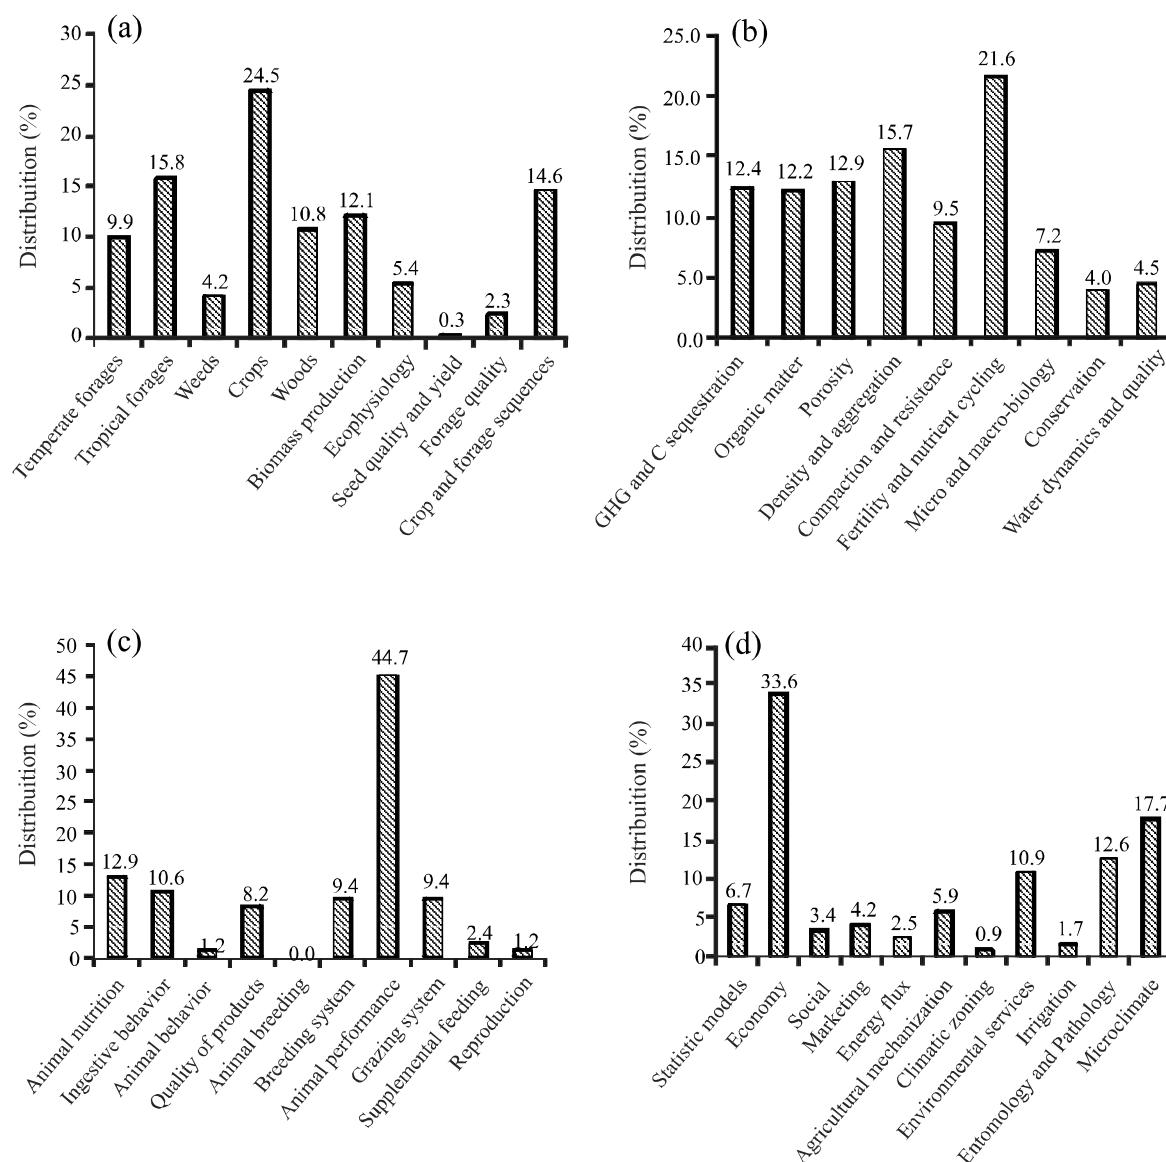 (a)
Distribuition (%)
30
25
20
15
10
5
0
9.9
15.8
4.2
24.5
10.8
12.1
5.4
0.3
2.3
14.6
Temperate forages
Tropical forages
Weeds
Crops
Woods
Biomass production
Ecophysiology
Seed quality and yield
Forage quality
Crop and forage sequences
(b)
Distribuition (%)
25.0
20.0
15.0
10.0
5.0
0.0
12.4
12.2
12.9
15.7
9.5
21.6
7.2
4.0
4.5
GHG and C sequestration
Organic matter
Porosity
Density and aggregation
Compaction and resistence
Fertility and nutrient cycling
Micro and macro-biology
Conservation
Water dynamics and quality
(c)
Distribuition (%)
50
45
40
35
30
25
20
15
10
5
0
12.9
10.6
1.2
8.2
0.0
9.4
44.7
9.4
2.4
1.2
Animal nutrition
Ingestive behavior
Animal behavior
Quality of products
Animal breeding
Breeding system
Animal performance
Grazing system
Supplemental feeding
Reproduction
(d)
Distribuition (%)
40
35
30
25
20
15
10
5
0
6.7
33.6
3.4
4.2
2.5
5.9
0.9
10.9
1.7
12.6
17.7
Statistic models
Economy
Social
Marketing
Energy flux
Agricultural mechanization
Climatic zoning
Environmental services
Irrigation
Entomology and Pathology
Microclimate